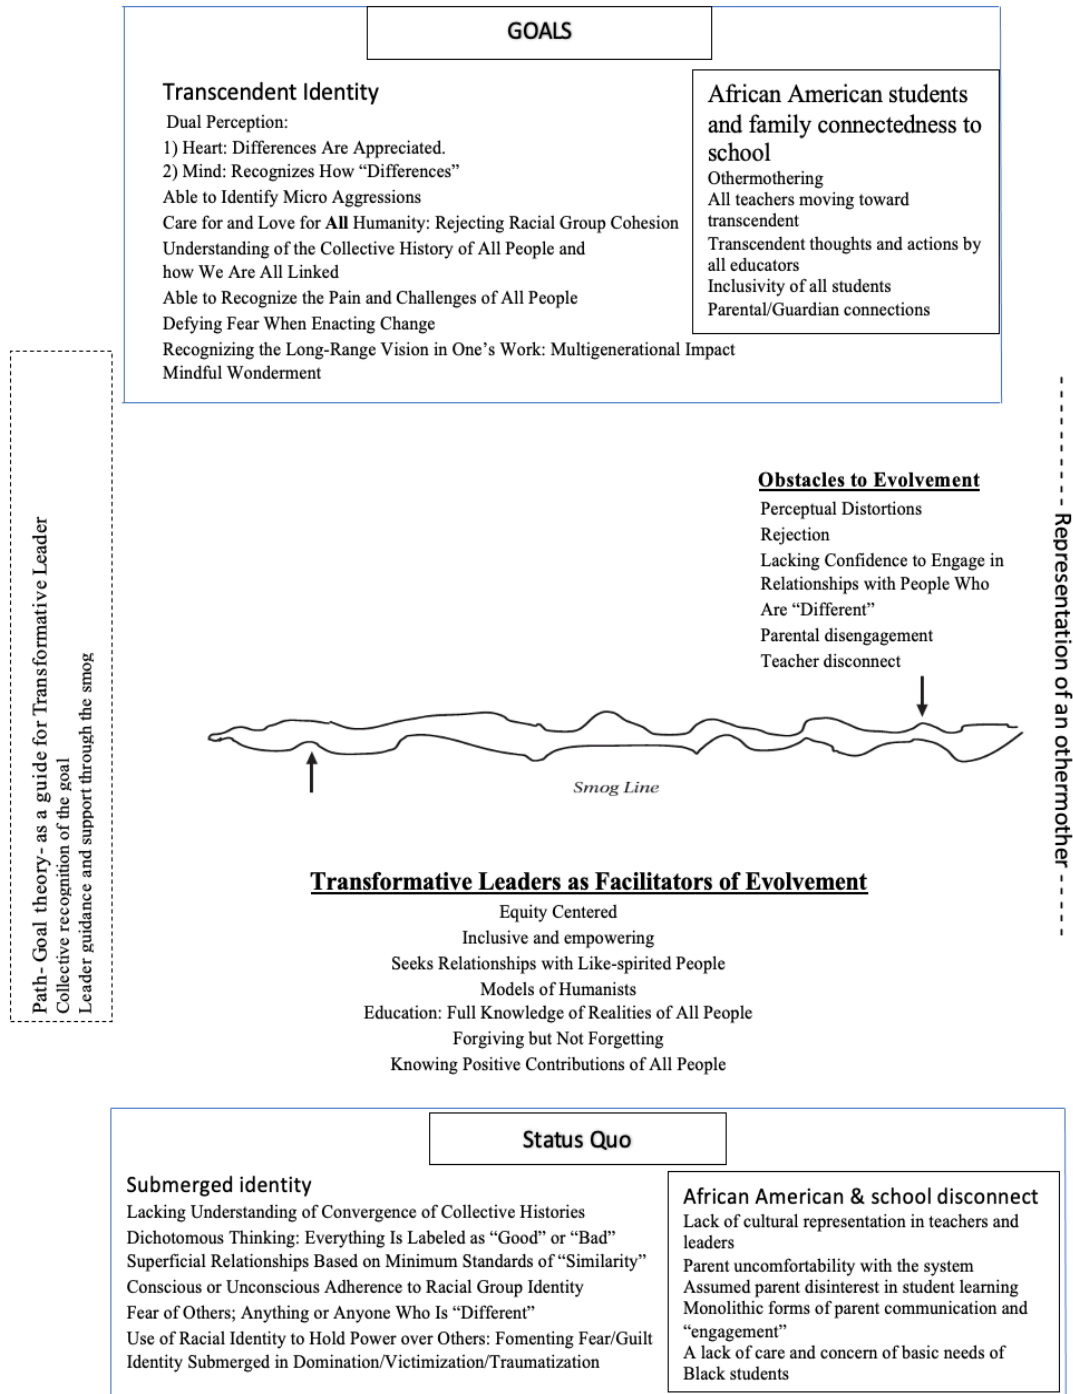 GOALS
Transcendent Identity
Dual Perception:
1) Heart: Differences Are Appreciated.
2) Mind: Recognizes How “Differences”
Able to Identify Micro Aggressions
Care for and Love for All Humanity: Rejecting Racial Group Cohesion
Understanding of the Collective History of All People and
how We Are All Linked
Able to Recognize the Pain and Challenges of All People
Defying Fear When Enacting Change
Recognizing the Long-Range Vision in One’s Work: Multigenerational Impact
Mindful Wonderment
African American students
and family connectedness to
school
Othermothering
All teachers moving toward
transcendent
Transcendent thoughts and actions by
all educators
Inclusivity of all students
Parental/Guardian connections
Path- Goal theory- as a guide for Transformative Leader
Collective recognition of the goal
Leader guidance and support through the smog
Obstacles to Evolvement
Perceptual Distortions
Rejection
Lacking Confidence to Engage in
Relationships with People Who
Are “Different”
Parental disengagement
Teacher disconnect
- - - - - - - - - - Representation of an othermother - - - - -
Smog Line
Transformative Leaders as Facilitators of Evolvement
Equity Centered
Inclusive and empowering
Seeks Relationships with Like-spirited People
Models of Humanists
Education: Full Knowledge of Realities of All People
Forgiving but Not Forgetting
Knowing Positive Contributions of All People
Status Quo
Submerged identity
Lacking Understanding of Convergence of Collective Histories
Dichotomous Thinking: Everything Is Labeled as “Good” or “Bad”
Superficial Relationships Based on Minimum Standards of “Similarity”
Conscious or Unconscious Adherence to Racial Group Identity
Fear of Others; Anything or Anyone Who Is “Different”
Use of Racial Identity to Hold Power over Others: Fomenting Fear/Guilt
Identity Submerged in Domination/Victimization/Traumatization
African American & school disconnect
Lack of cultural representation in teachers and
leaders
Parent uncomfortability with the system
Assumed parent disinterest in student learning
Monolithic forms of parent communication and
“engagement”
A lack of care and concern of basic needs of
Black students